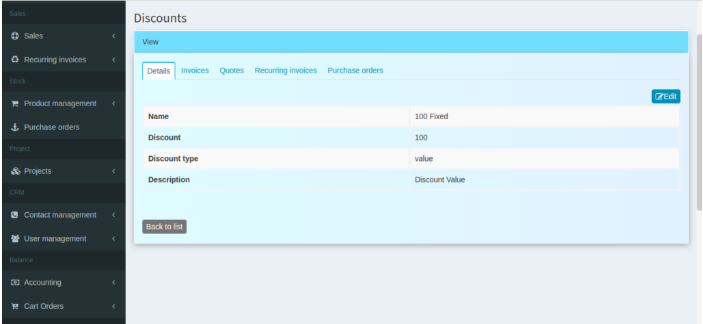 Sales
Sales
Recurring invoices
Stock
Product management
Purchase orders
Project
Projects
CRM
Contact management
User management
Balance
Accounting
Cart Orders
Discounts
View
Details Invoices Quotes Recurring invoices Purchase orders
Edit
Name 100 Fixed
Discount 100
Discount type value
Description Discount Value
Back to list